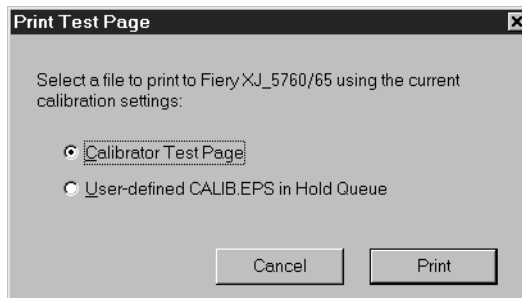 Print Test Page
Select a file to print to Fiery XJ_5760/65 using the current
calibration settings:
Calibrator Test Page
User-defined CALIB.EPS in Hold Queue
Cancel
Print